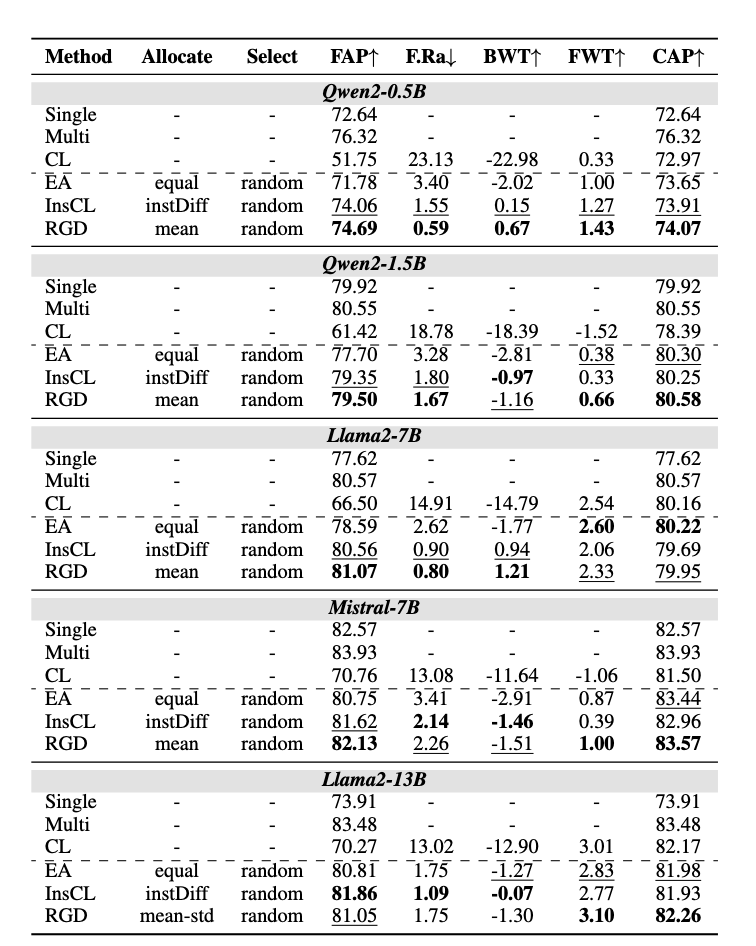 Method Allocate Select FAP↑ F.Ra↓ BWT↑ FWT↑ CAP↑
Qwen2-0.5B
Single - - 72.64 - - - 72.64
Multi - - 76.32 - - - 76.32
CL - - 51.75 23.13 -22.98 0.33 72.97
EA equal random 71.78 3.40 -2.02 1.00 73.65
InsCL instDiff random 74.06 1.55 0.15 1.27 73.91
RGD mean random 74.69 0.59 0.67 1.43 74.07
Qwen2-1.5B
Single - - 79.92 - - - 79.92
Multi - - 80.55 - - - 80.55
CL - - 61.42 18.78 -18.39 -1.52 78.39
EA equal random 77.70 3.28 -2.81 0.38 80.30
InsCL instDiff random 79.35 1.80 -0.97 0.33 80.25
RGD mean random 79.50 1.67 -1.16 0.66 80.58
Llama2-7B
Single - - 77.62 - - - 77.62
Multi - - 80.57 - - - 80.57
CL - - 66.50 14.91 -14.79 2.54 80.16
EA equal random 78.59 2.62 -1.77 2.60 80.22
InsCL instDiff random 80.56 0.90 0.94 2.06 79.69
RGD mean random 81.07 0.80 1.21 2.33 79.95
Mistral-7B
Single - - 82.57 - - - 82.57
Multi - - 83.93 - - - 83.93
CL - - 70.76 13.08 -11.64 -1.06 81.50
EA equal random 80.75 3.41 -2.91 0.87 83.44
InsCL instDiff random 81.62 2.14 -1.46 0.39 82.96
RGD mean random 82.13 2.26 -1.51 1.00 83.57
Llama2-13B
Single - - 73.91 - - - 73.91
Multi - - 83.48 - - - 83.48
CL - - 70.27 13.02 -12.90 3.01 82.17
EA equal random 80.81 1.75 -1.27 2.83 81.98
InsCL instDiff random 81.86 1.09 -0.07 2.77 81.93
RGD mean-std random 81.05 1.75 -1.30 3.10 82.26